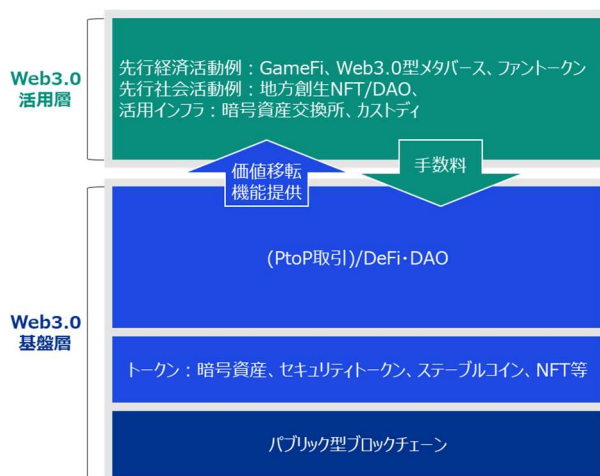 Web3.0
活用層
先行経済活動例：GameFi、Web3.0型メタバース、ファントークン
先行社会活動例：地方創生NFT/DAO、
活用インフラ：暗号資産交換所、カストディ
価値移転
機能提供
手数料
Web3.0
基盤層
(PtoP取引)/DeFi・DAO
トークン：暗号資産、セキュリティトークン、ステーブルコイン、NFT等
パブリック型ブロックチェーン